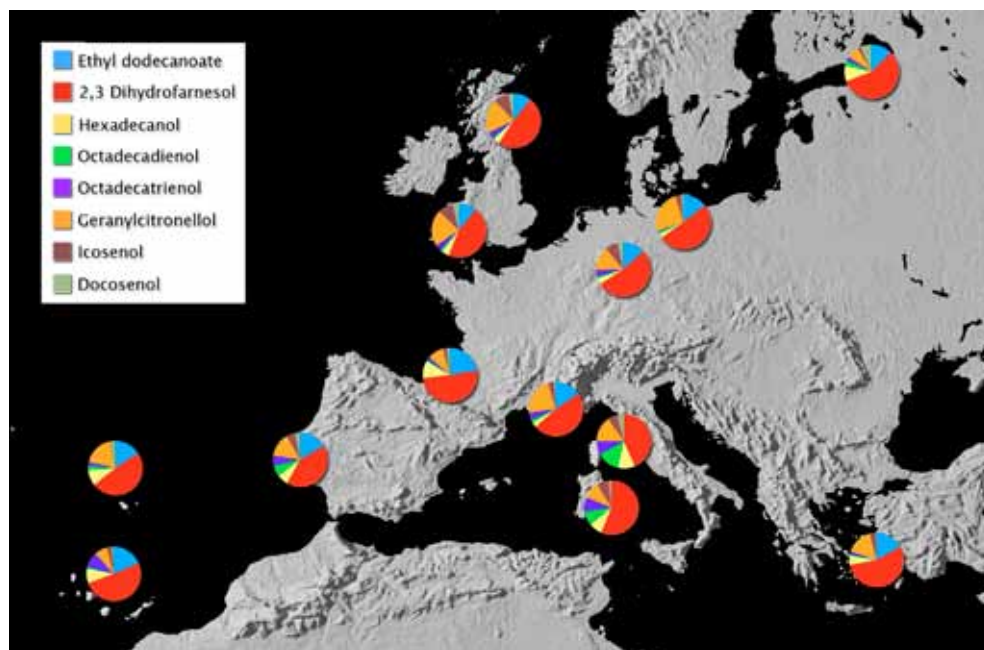 Ethyl dodecanoate
2,3 Dihydrofarnesol
Hexadecanol
Octadecadienol
Octadecatrienol
Geranylcitronellol
Icosenol
Docosenol